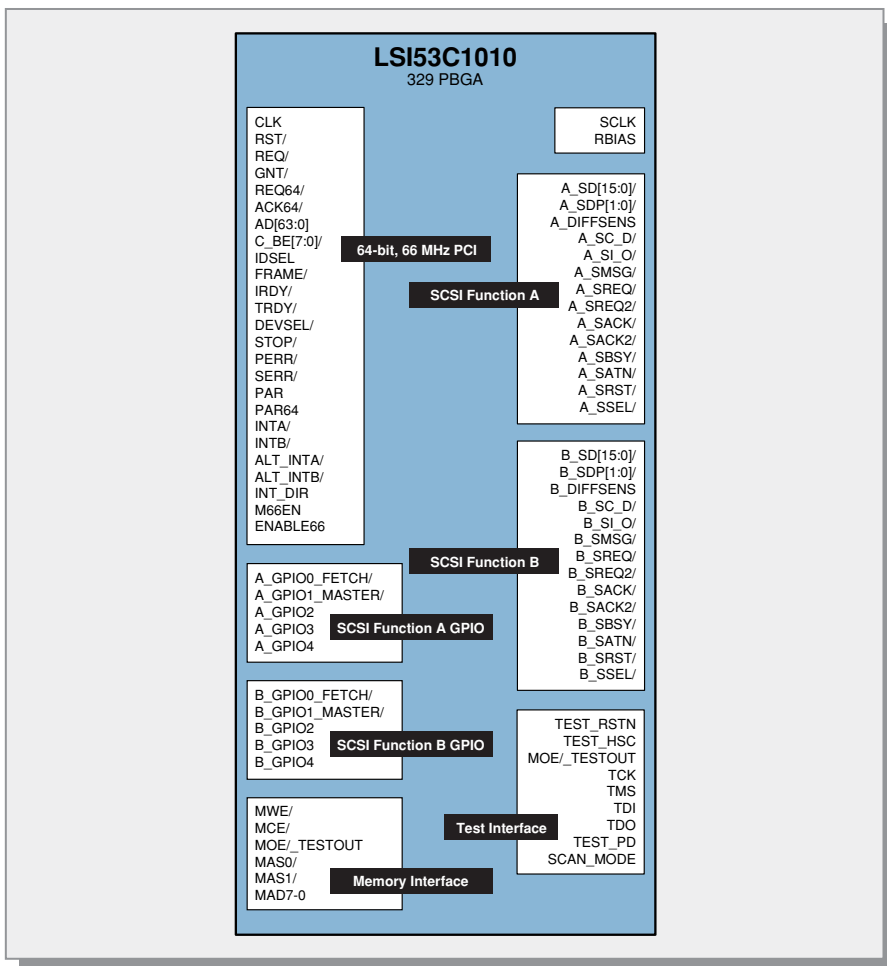 LSI53C1010
329 PBGA
CLK
RST/
REQ/
GNT/
REQ64/
ACK64/
AD[63:0]
C_BE[7:0]/
IDSEL
FRAME/
IRDY/
TRDY/
DEVSEL/
STOP/
PERR/
SERR/
PAR
PAR64
INTA/
INTB/
ALT_INTA/
ALT_INTB/
INT_DIR
M66EN
ENABLE66
64-bit, 66 MHz PCI
A_GPIO0_FETCH/
A_GPIO1_MASTER/
A_GPIO2
A_GPIO3
A_GPIO4
SCSI Function A GPIO
B_GPIO0_FETCH/
B_GPIO1_MASTER/
B_GPIO2
B_GPIO3
B_GPIO4
SCSI Function B GPIO
MWE/
MCE/
MOE/_TESTOUT
MAS0/
MAS1/
MAD7-0
Memory Interface
SCLK
RBIAS
A_SD[15:0]/
A_SDP[1:0]/
A_DIFFSENS
A_SC_D/
A_SI_O/
A_SMSG/
A_SREQ/
A_SREQ2/
A_SACK/
A_SACK2/
A_SBSY/
A_SATN/
A_SRST/
A_SSEL/
SCSI Function A
B_SD[15:0]/
B_SDP[1:0]/
B_DIFFSENS
B_SC_D/
B_SI_O/
B_SMSG/
B_SREQ/
B_SREQ2/
B_SACK/
B_SACK2/
B_SBSY/
B_SATN/
B_SRST/
B_SSEL/
SCSI Function B
TEST_RSTN
TEST_HSC
MOE/_TESTOUT
TCK
TMS
TDI
TDO
TEST_PD
SCAN_MODE
Test Interface